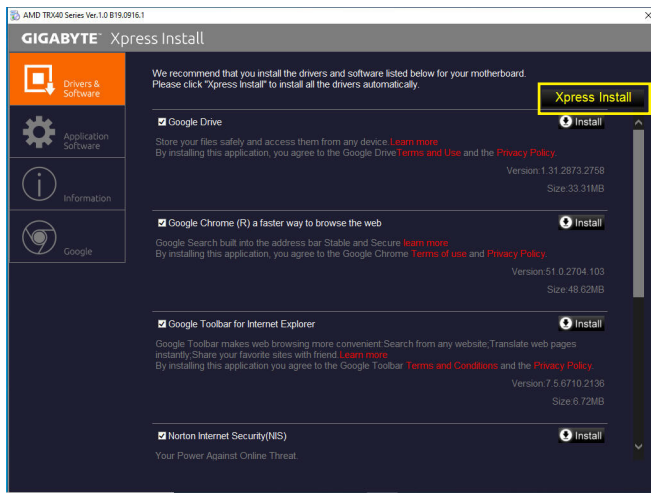 AMD TRX40 Series Ver.1.0 B19.0916.1
GIGABYTE™ Xpress Install
Drivers &
Software
Application
Software
Information
Google
We recommend that you install the drivers and software listed below for your motherboard.
Please click "Xpress Install" to install all the drivers automatically.
Xpress Install
Google Drive
Install
Store your files safely and access them from any device.Learn more
By installing this application, you agree to the Google DriveTerms and Use and the Privacy Policy.
Version:1.31.2873.2758
Size:33.31MB
Google Chrome (R) a faster way to browse the web
Install
Google Search built into the address bar Stable and Secure learn more
By installing this application, you agree to the Google Chrome Terms of use and Privacy Policy.
Version:51.0.2704.103
Size:48.62MB
Google Toolbar for Internet Explorer
Install
Google Toolbar makes web browsing more convenient:Search from any website;Translate web pages
instantly;Share your favorite sites with friend.Learn more
By installing this application you agree to the Google Toolbar Terms and Conditions and the Privacy Policy.
Version:7.5.6710.2136
Size:6.72MB
Norton Internet Security(NIS)
Install
Your Power Against Online Threat.